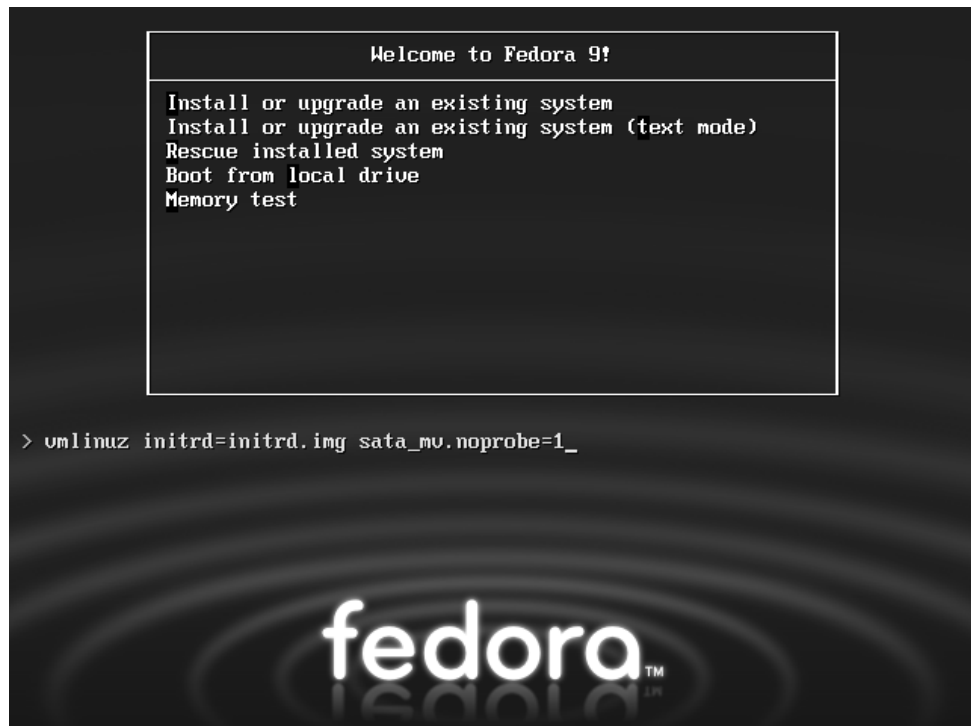 Welcome to Fedora 9!
Install or upgrade an existing system
Install or upgrade an existing system (text mode)
Rescue installed system
Boot from local drive
Memory test
> vmlinuz initrd=initrd.img sata_mv.noprobe=1_
fedora™